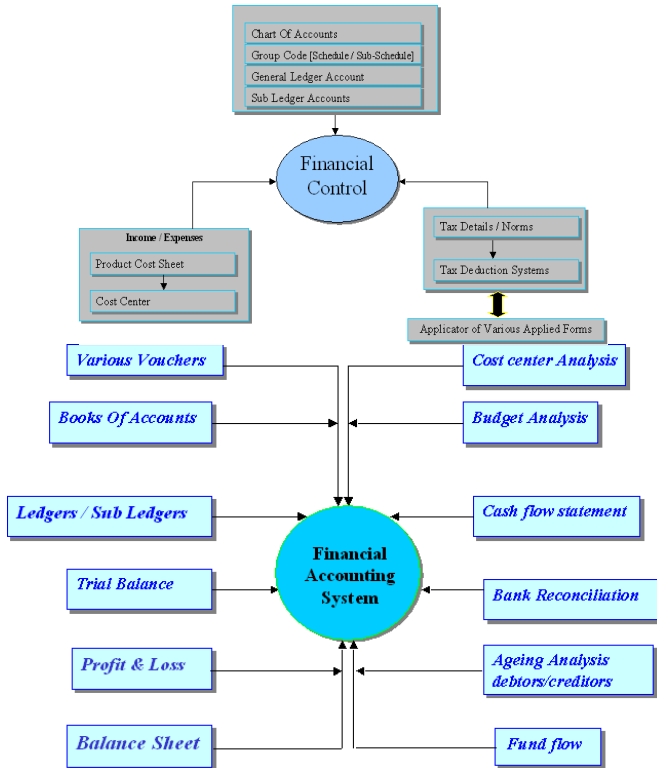 Chart Of Accounts
Group Code [Schedule / Sub-Schedule]
General Ledger Account
Sub Ledger Accounts
Financial
Control
Income / Expenses
Product Cost Sheet
Cost Center
Tax Details / Norms
Tax Deduction Systems
Applicator of Various Applied Forms
Various Vouchers
Cost center Analysis
Books Of Accounts
Budget Analysis
Ledgers / Sub Ledgers
Cash flow statement
Financial
Accounting
System
Trial Balance
Bank Reconciliation
Profit & Loss
Ageing Analysis
debtors/creditors
Balance Sheet
Fund flow